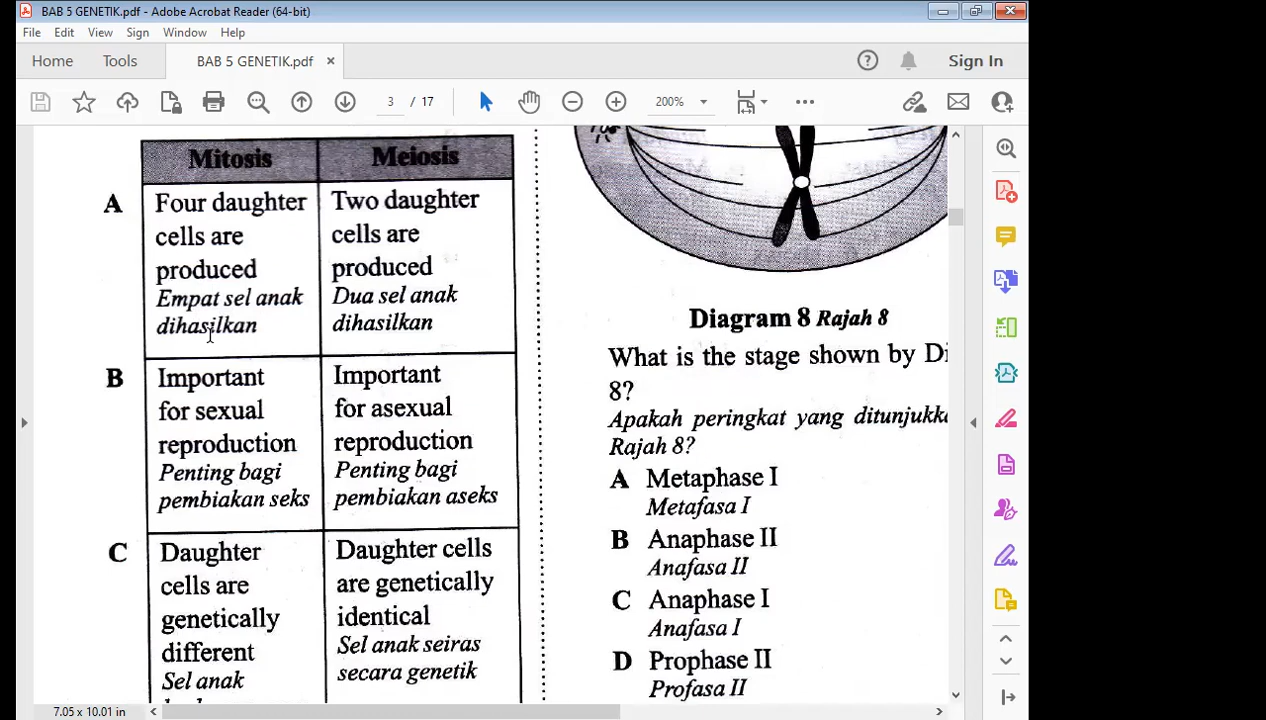 BAB 5 GENETIK.pdf - Adobe Acrobat Reader (64-bit)
File Edit View Sign Window Help
Home Tools BAB 5 GENETIK.pdf × Sign In
3 / 17 200%
Mitosis Meiosis
A
Four daughter
cells are
produced
Empat sel anak
dihasilkan
Two daughter
cells are
produced
Dua sel anak
dihasilkan
B
Important
for sexual
reproduction
Penting bagi
pembiakan seks
Important
for asexual
reproduction
Penting bagi
pembiakan aseks
C
Daughter
cells are
genetically
different
Sel anak
Daughter cells
are genetically
identical
Sel anak seiras
secara genetik
Diagram 8 Rajah 8
What is the stage shown by Di
8?
Apakah peringkat yang ditunjukk
Rajah 8?
A Metaphase I
Metafasa I
B Anaphase II
Anafasa II
C Anaphase I
Anafasa I
D Prophase II
Profasa II
7.05 x 10.01 in